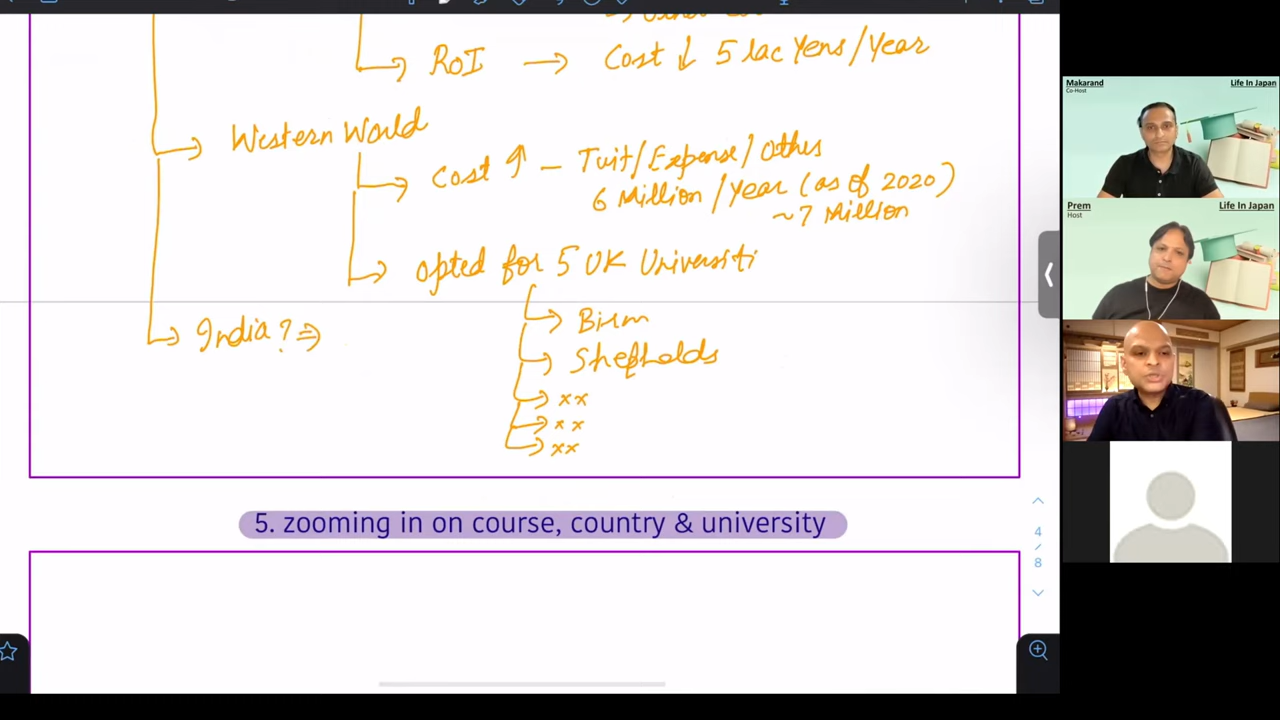 RoI → Cost ↓ 5 lac Yens/Year
Western World
Cost ↑ – Tuit/Expense/Othes
6 Million/Year (as of 2020)
~7 Million
opted for 5 UK Universiti
Birm
Shepholds
xx
xx
xx
India? ⇒
5. zooming in on course, country & university
4
/
8
Makarand
Co-Host
Life In Japan
Prem
Host
Life In Japan